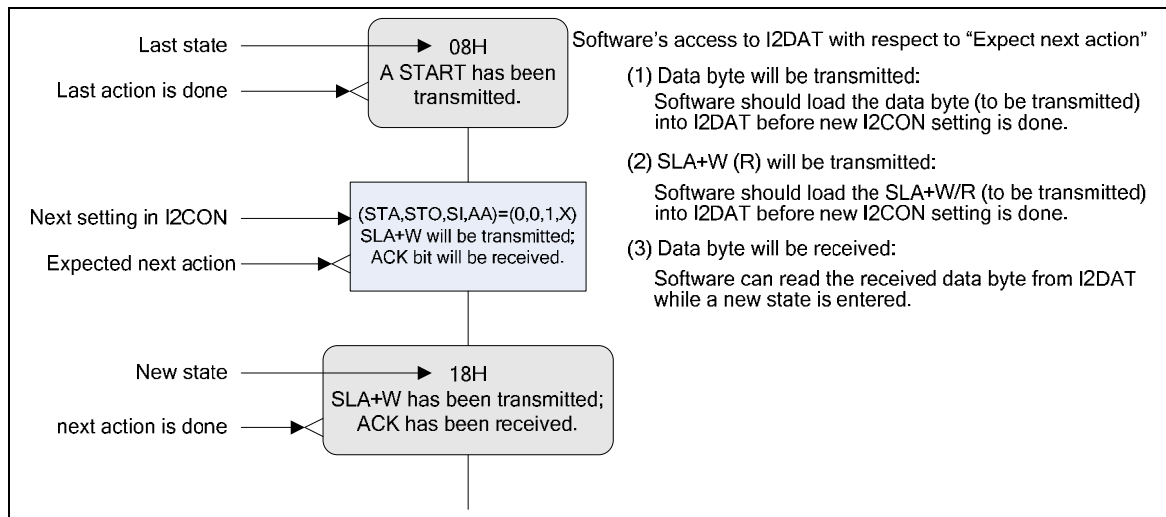 Last state
08H
Last action is done
A START has been
transmitted.
Next setting in I2CON
(STA,STO,SI,AA)=(0,0,1,X)
SLA+W will be transmitted;
Expected next action
ACK bit will be received.
New state
18H
SLA+W has been transmitted;
next action is done
ACK has been received.
Software's access to I2DAT with respect to “Expect next action”
(1) Data byte will be transmitted:
Software should load the data byte (to be transmitted)
into I2DAT before new I2CON setting is done.
(2) SLA+W (R) will be transmitted:
Software should load the SLA+W/R (to be transmitted)
into I2DAT before new I2CON setting is done.
(3) Data byte will be received:
Software can read the received data byte from I2DAT
while a new state is entered.